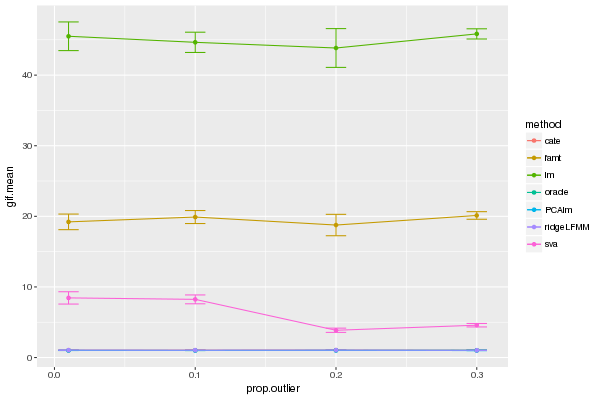 gif.mean
40
30
20
10
0
0.0
0.1
0.2
0.3
prop.outlier
method
cate
famt
lm
oracle
PCAlm
ridgeLFMM
sva